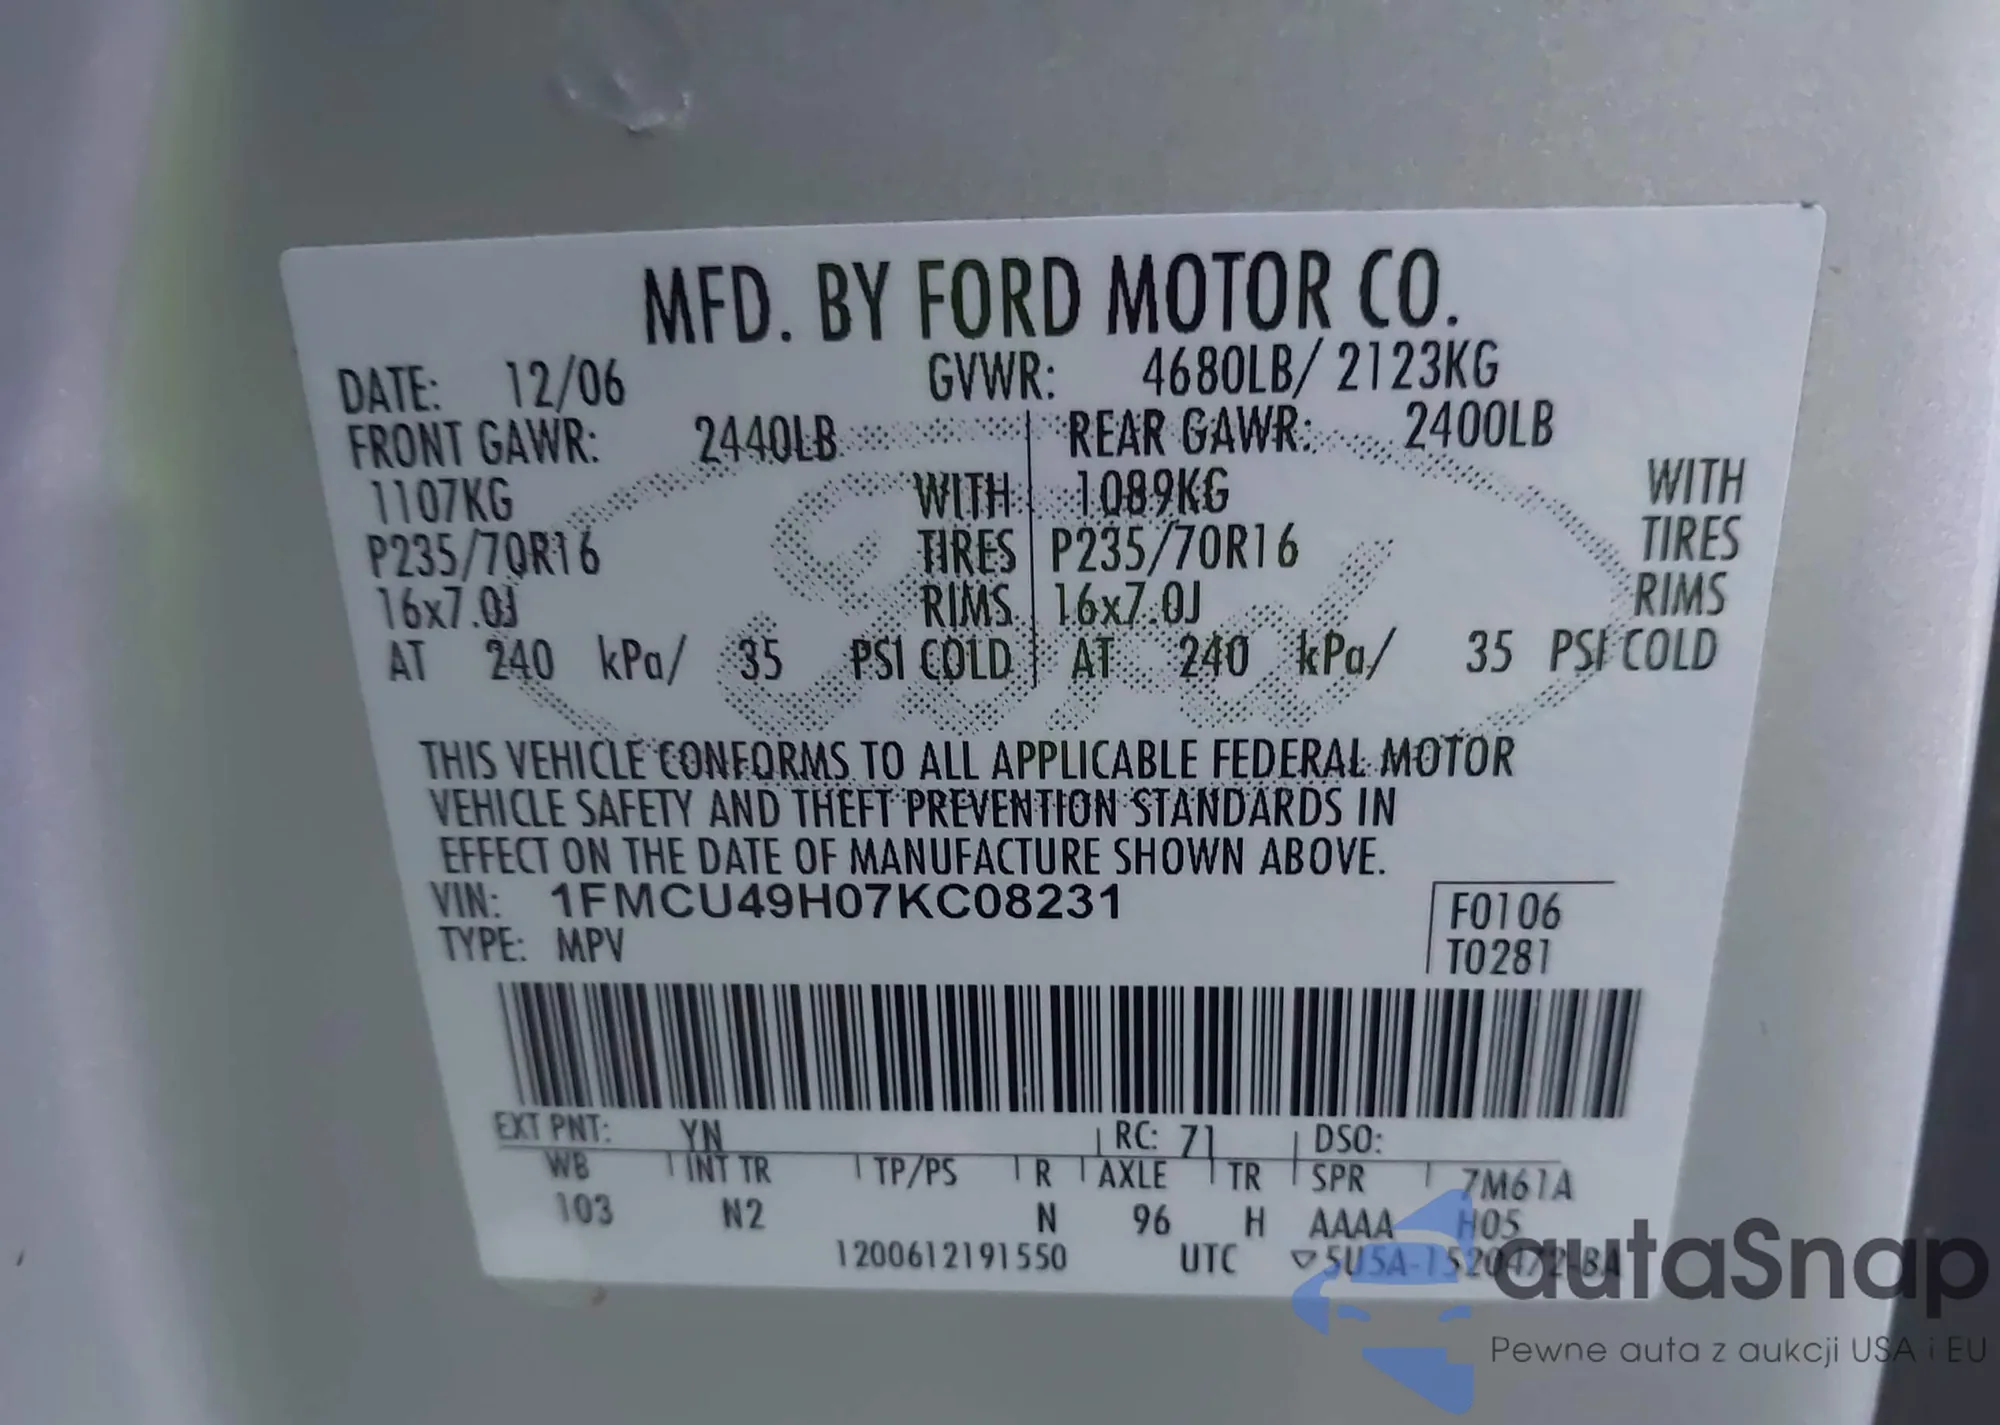 MFD. BY FORD MOTOR CO.
DATE: 12/06 GVWR: 4680LB/ 2123KG
FRONT GAWR: 2440LB REAR GAWR: 2400LB
1107KG WITH 1089KG WITH
P235/70R16 TIRES P235/70R16 TIRES
16x7.0J RIMS 16x7.0J RIMS
AT 240 kPa/ 35 PSI COLD AT 240 kPa/ 35 PSI COLD
Ford
THIS VEHICLE CONFORMS TO ALL APPLICABLE FEDERAL MOTOR
VEHICLE SAFETY AND THEFT PREVENTION STANDARDS IN
EFFECT ON THE DATE OF MANUFACTURE SHOWN ABOVE.
VIN: 1FMCU49H07KC08231 F0106
TYPE: MPV T0281
EXT PNT: YN RC: 71 DSO:
WB INT TR TP/PS R AXLE TR SPR 7M61A
103 N2 N 96 H AAAA H05
1200612191550 UTC ▽5U5A-1520472-BA
autaSnap
Pewne auta z aukcji USA i EU